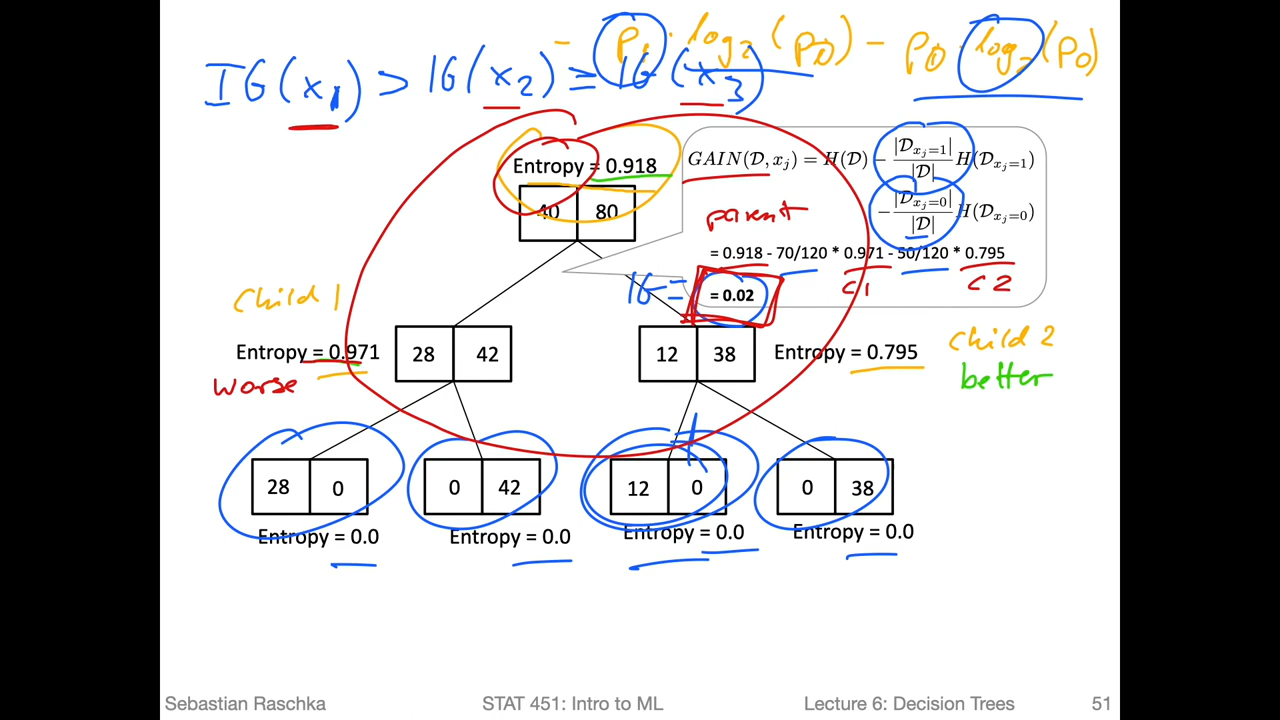 - p1 · log2 (p1) - p0 · log2 (p0)
IG(x1) > IG(x2) ≥ IG(x3)
Entropy = 0.918
40 80
GAIN(D, xj) = H(D) − |Dxj=1| / |D| H(Dxj=1)
− |Dxj=0| / |D| H(Dxj=0)
parent
= 0.918 - 70/120 * 0.971 - 50/120 * 0.795
C1 C2
IG = = 0.02
Child 1
Entropy = 0.971 28 42 12 38 Entropy = 0.795 Child 2
worse better
28 0 0 42 12 0 0 38
Entropy = 0.0 Entropy = 0.0 Entropy = 0.0 Entropy = 0.0
Sebastian Raschka STAT 451: Intro to ML Lecture 6: Decision Trees 51